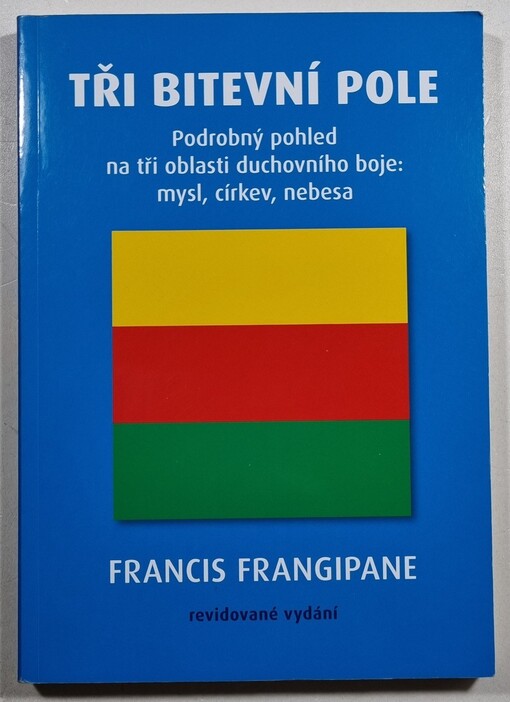 TŘI BITEVNÍ POLE
Podrobný pohled
na tři oblasti duchovního boje:
mysl, církev, nebesa
FRANCIS FRANGIPANE
revidované vydání